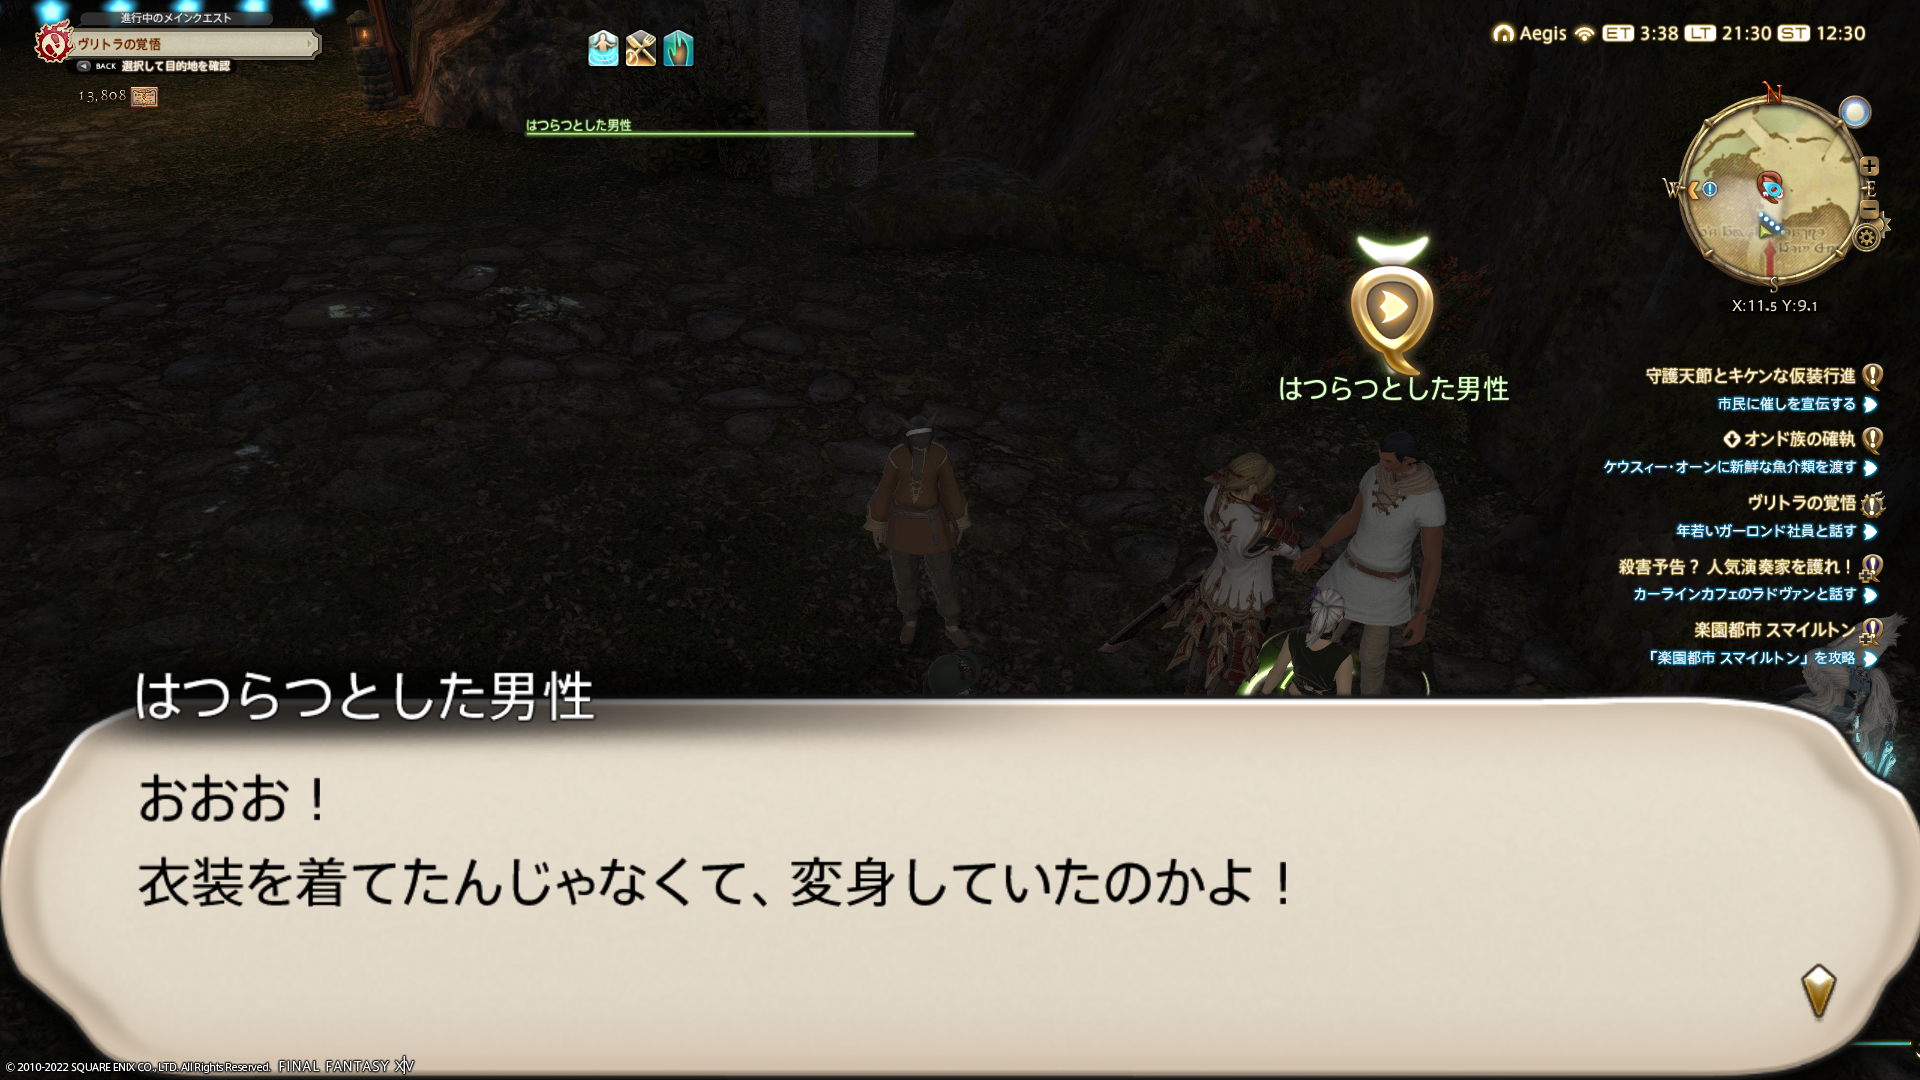 進行中のメインクエスト
ヴリトラの覚悟
BACK 選択して目的地を確認
13,808
はつらつとした男性
Aegis ET 3:38 LT 21:30 ST 12:30
N
W
E
S
X:11.5 Y:9.1
はつらつとした男性
守護天節とキケンな仮装行進
市民に催しを宣伝する
オンド族の確執
ケウスィー・オーンに新鮮な魚介類を渡す
ヴリトラの覚悟
年若いガーロンド社員と話す
殺害予告？ 人気演奏家を護れ！
カーラインカフェのラドヴァンと話す
楽園都市 スマイルトン
「楽園都市 スマイルトン」を攻略
はつらつとした男性
おおお！
衣装を着てたんじゃなくて、変身していたのかよ！
© 2010-2022 SQUARE ENIX CO., LTD. All Rights Reserved. FINAL FANTASY XIV